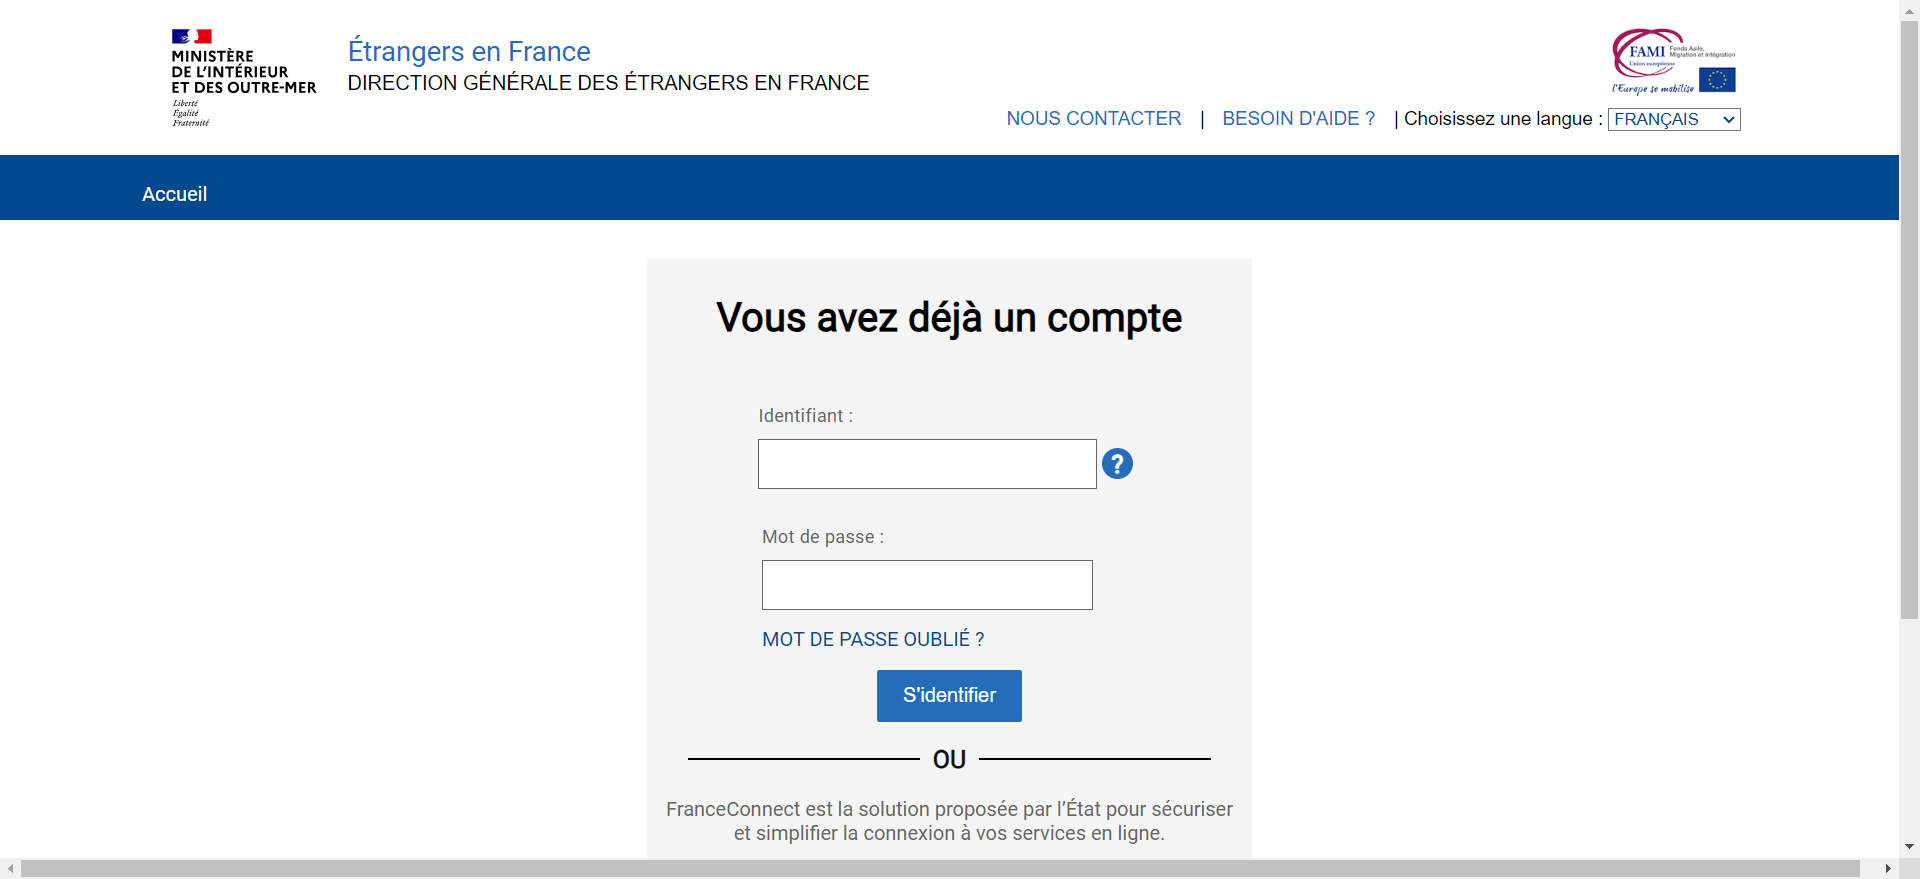 MINISTÈRE
DE L'INTÉRIEUR
ET DES OUTRE-MER
Liberté
Égalité
Fraternité
Étrangers en France
DIRECTION GÉNÉRALE DES ÉTRANGERS EN FRANCE
FAMI Fonds Asile,
Migration et Intégration
Union européenne
l'Europe se mobilise
NOUS CONTACTER | BESOIN D'AIDE ? | Choisissez une langue : FRANÇAIS
Accueil
Vous avez déjà un compte
Identifiant :
?
Mot de passe :
MOT DE PASSE OUBLIÉ ?
S'identifier
OU
FranceConnect est la solution proposée par l’État pour sécuriser
et simplifier la connexion à vos services en ligne.